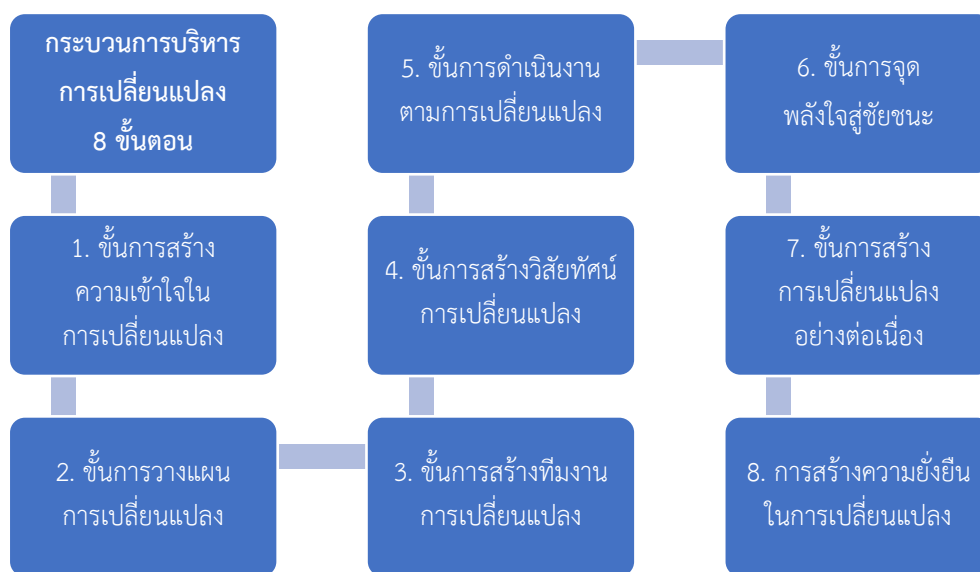 กระบวนการบริหาร
การเปลี่ยนแปลง
8 ขั้นตอน
1. ขั้นการสร้าง
ความเข้าใจใน
การเปลี่ยนแปลง
2. ขั้นการวางแผน
การเปลี่ยนแปลง
3. ขั้นการสร้างทีมงาน
การเปลี่ยนแปลง
4. ขั้นการสร้างวิสัยทัศน์
การเปลี่ยนแปลง
5. ขั้นการดำเนินงาน
ตามการเปลี่ยนแปลง
6. ขั้นการจุด
พลังใจสู่ชัยชนะ
7. ขั้นการสร้าง
การเปลี่ยนแปลง
อย่างต่อเนื่อง
8. การสร้างความยั่งยืน
ในการเปลี่ยนแปลง